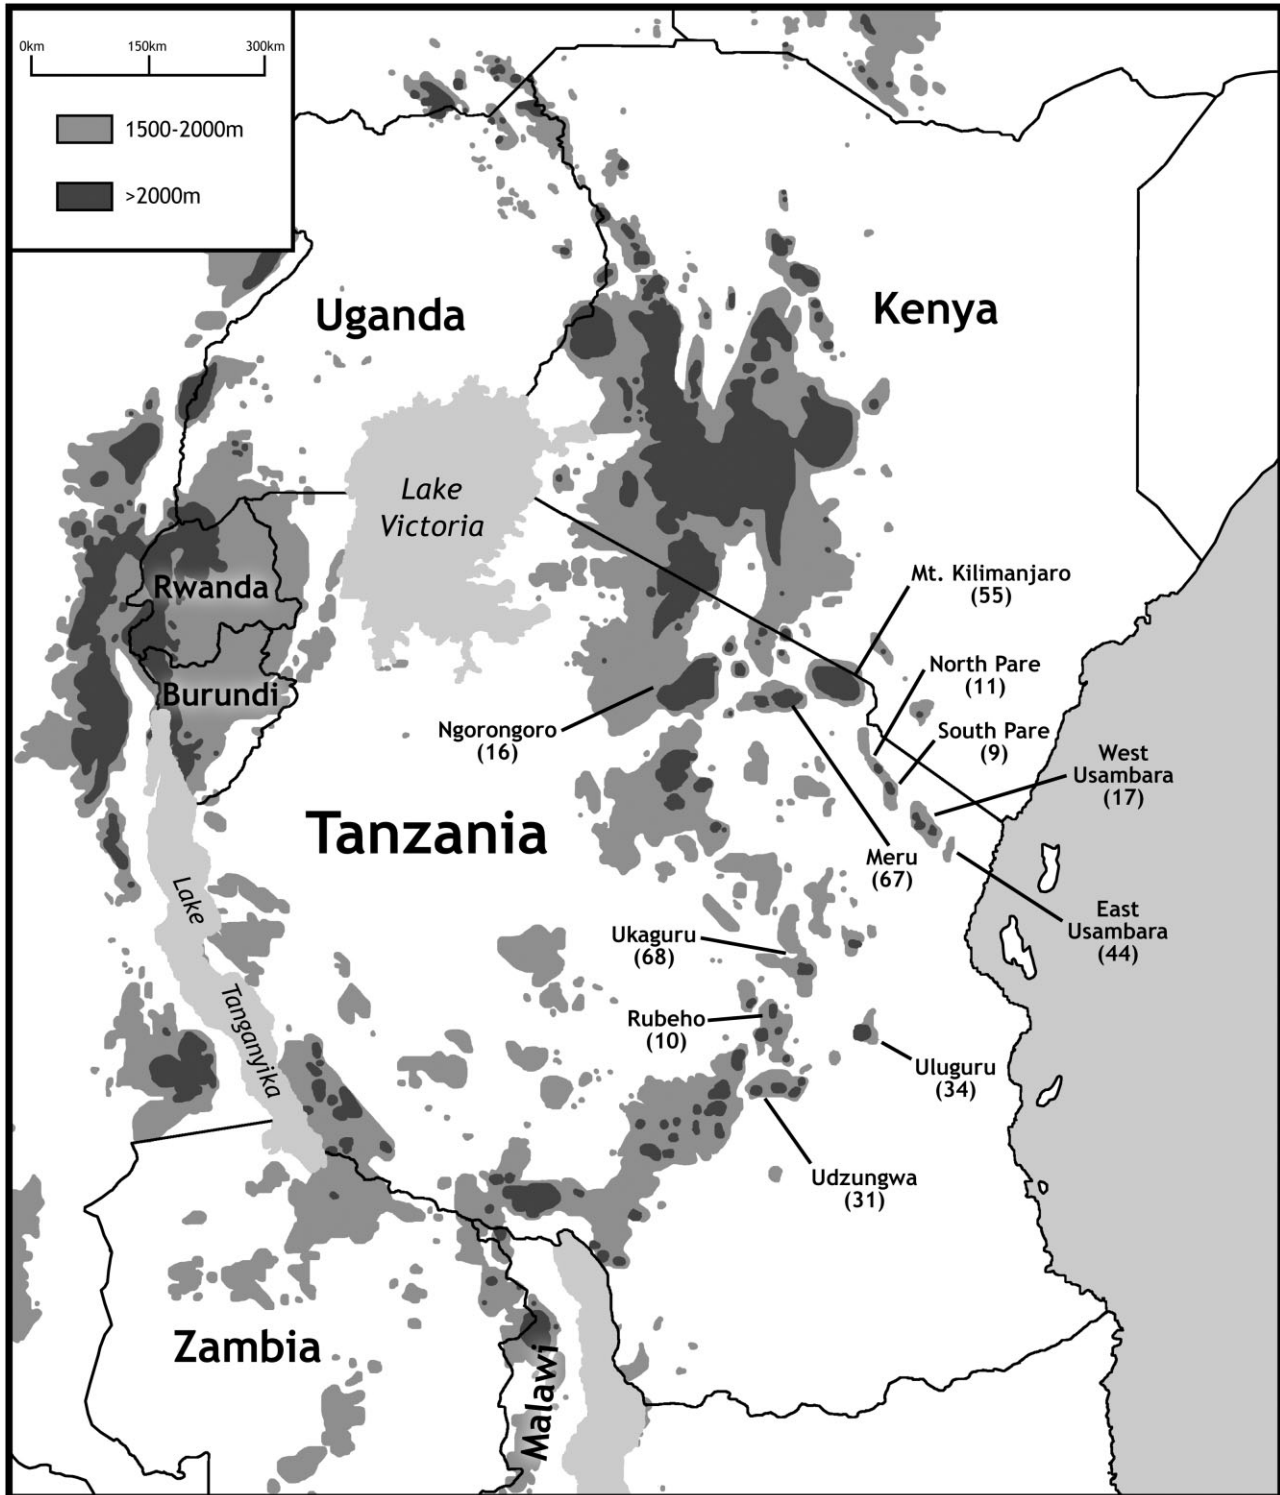 0km 150km 300km
1500-2000m
>2000m
Uganda
Kenya
Lake
Victoria
Rwanda
Burundi
Mt. Kilimanjaro
(55)
North Pare
(11)
South Pare
(9)
West
Usambara
(17)
Ngorongoro
(16)
Tanzania
Meru
(67)
East
Usambara
(44)
Lake
Tanganyika
Ukaguru
(68)
Rubeho
(10)
Uluguru
(34)
Udzungwa
(31)
Zambia
Malawi